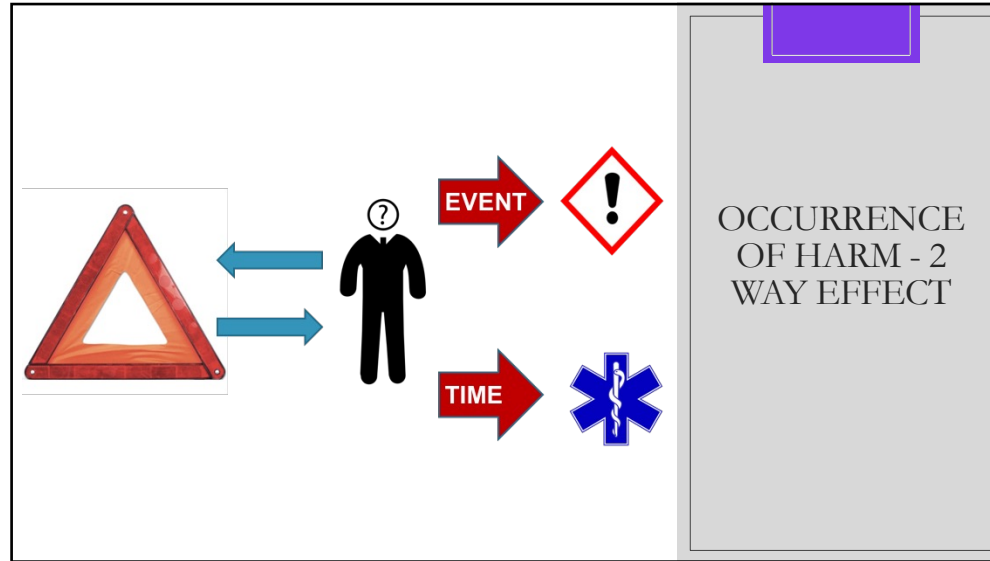 EVENT
?
!
TIME
OCCURRENCE
OF HARM - 2
WAY EFFECT